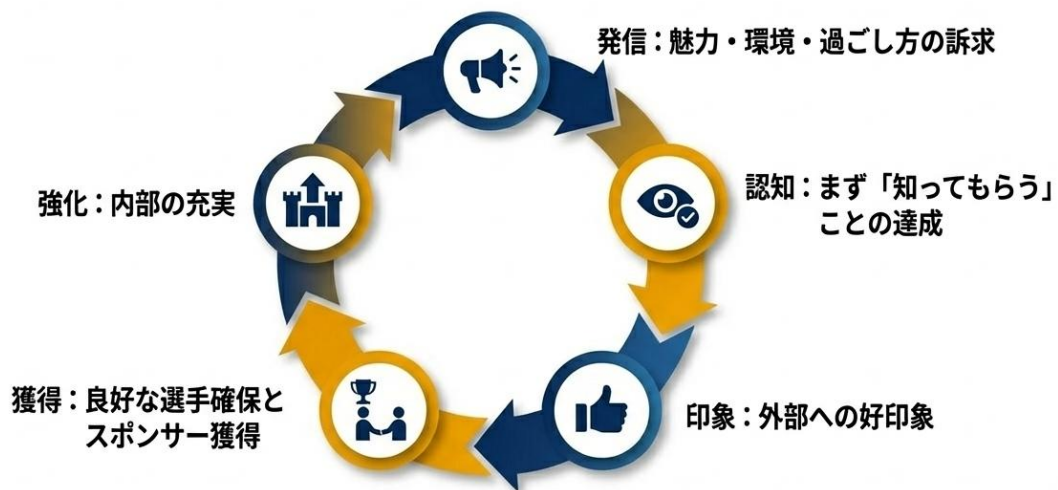 発信：魅力・環境・過ごし方の訴求
認知：まず「知ってもらう」
ことの達成
印象：外部への好印象
獲得：良好な選手確保と
スポンサー獲得
強化：内部の充実